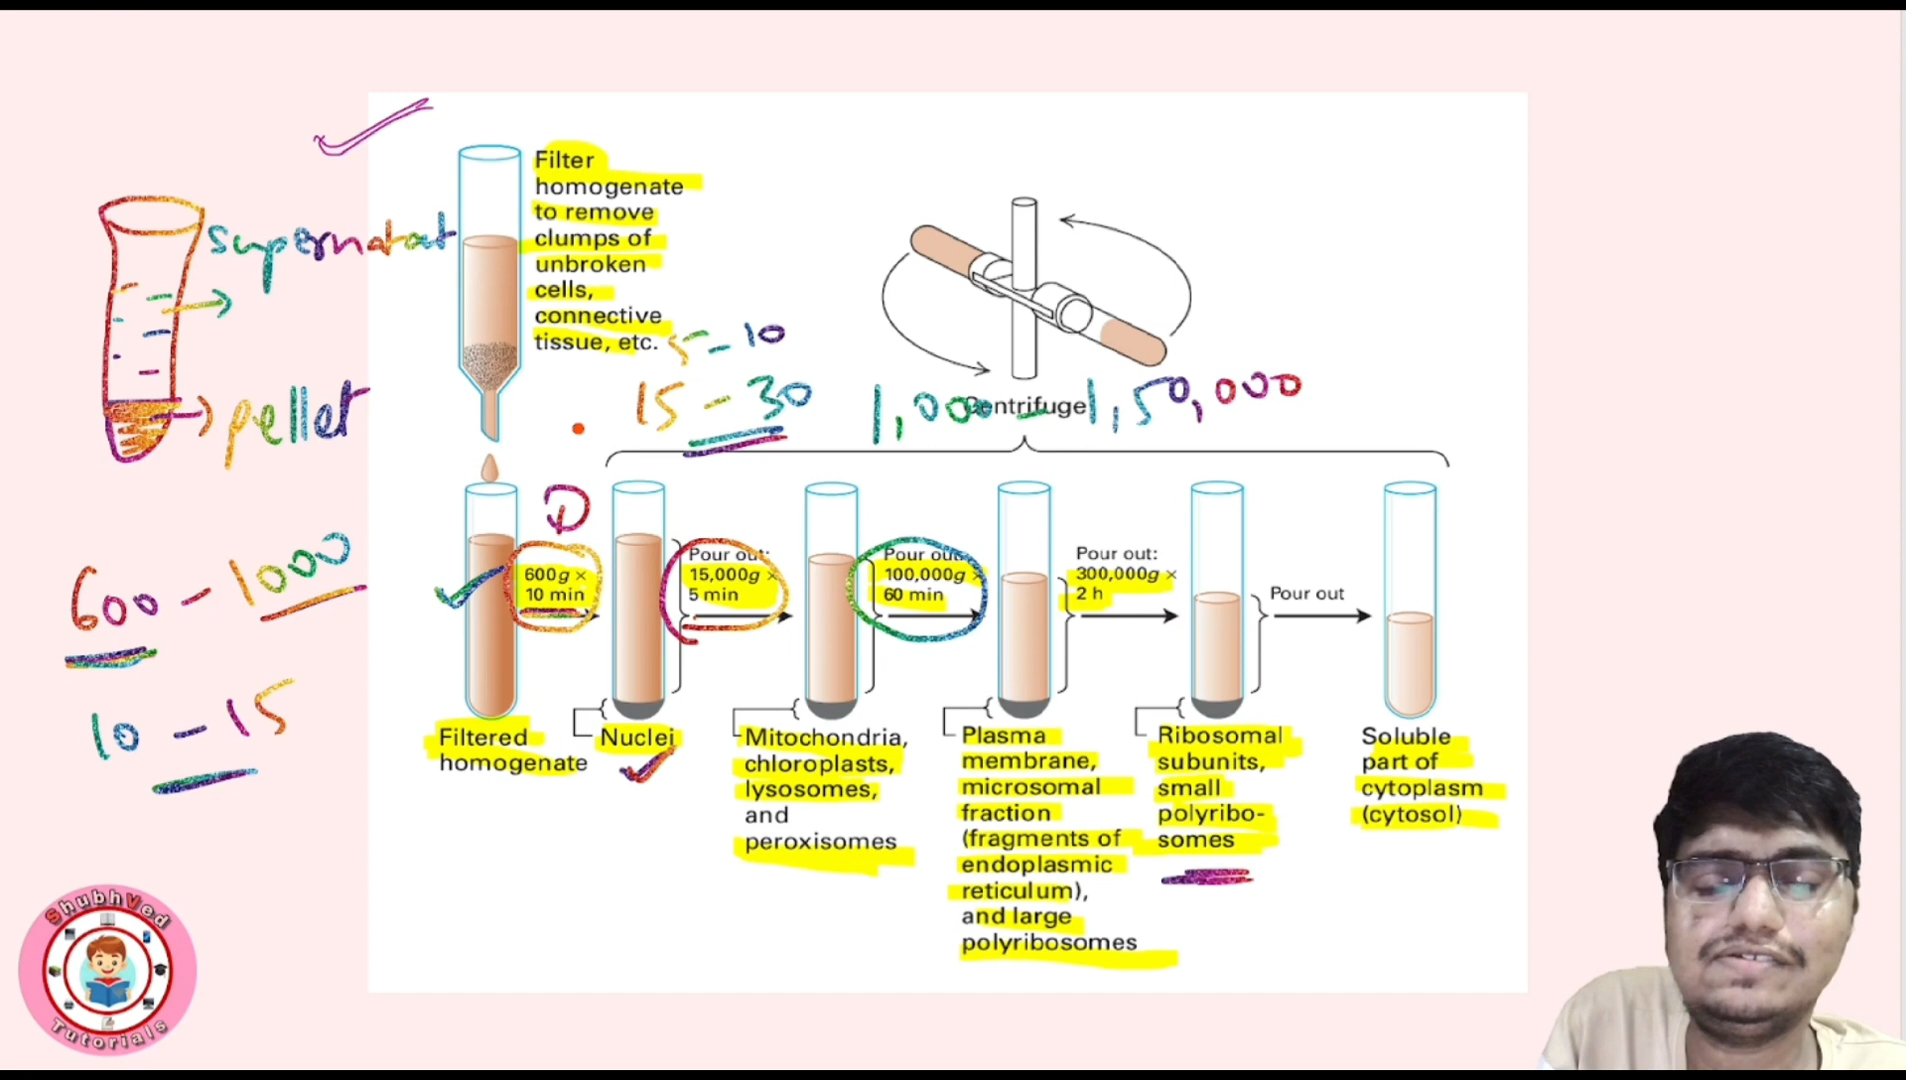 Filter
homogenate
to remove
clumps of
unbroken
cells,
connective
tissue, etc.
supernatant
pellet
5 - 10
15 - 30
1,000 - 1,50,000
Centrifuge
600 - 1000
10 - 15
D
600g ×
10 min
Pour out:
15,000g ×
5 min
Pour out:
100,000g ×
60 min
Pour out:
300,000g ×
2 h
Pour out
Filtered
homogenate
Nuclei
Mitochondria,
chloroplasts,
lysosomes,
and
peroxisomes
Plasma
membrane,
microsomal
fraction
(fragments of
endoplasmic
reticulum),
and large
polyribosomes
Ribosomal
subunits,
small
polyribo-
somes
Soluble
part of
cytoplasm
(cytosol)
ShubhVed
Tutorials